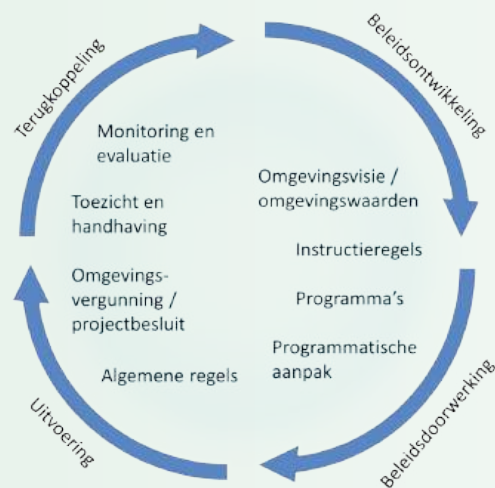 Terugkoppeling
Beleidsontwikkeling
Monitoring en
evaluatie
Omgevingsvisie /
omgevingswaarden
Toezicht en
handhaving
Instructieregels
Omgevings-
vergunning /
projectbesluit
Programma's
Programmatische
aanpak
Algemene regels
Uitvoering
Beleidsdoorwerking